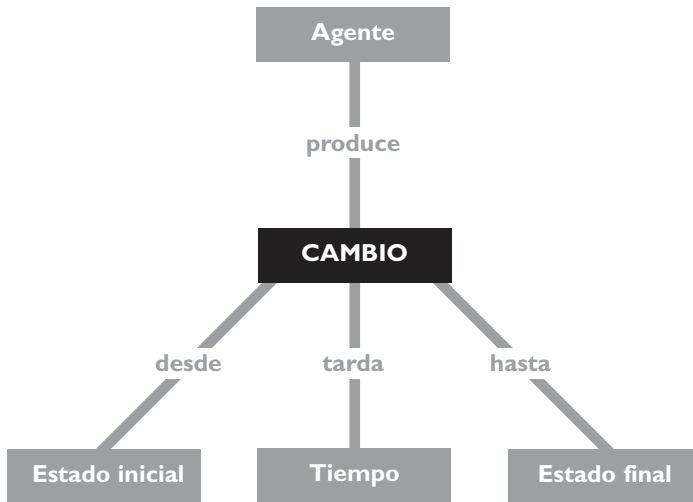 Agente
produce
CAMBIO
desde
tarda
hasta
Estado inicial
Tiempo
Estado final